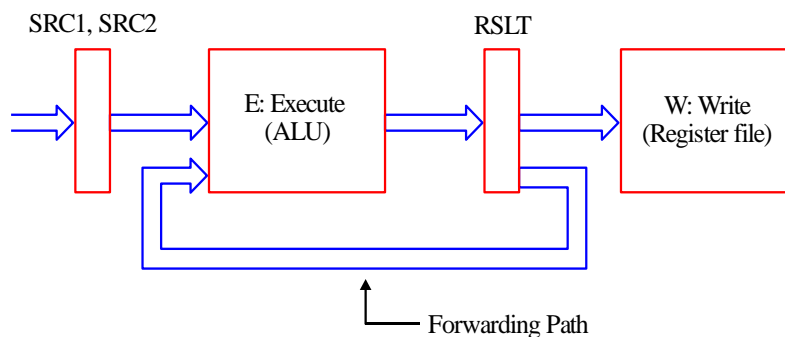 SRC1, SRC2
RSLT
E: Execute
(ALU)
W: Write
(Register file)
Forwarding Path